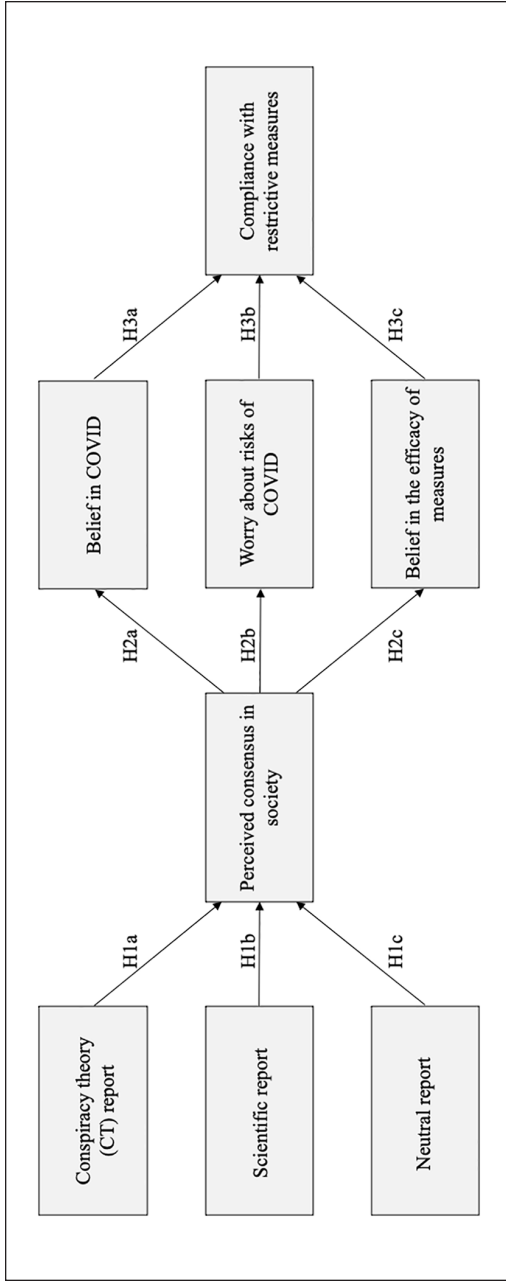 Conspiracy theory
(CT) report
Scientific report
Neutral report
H1a
H1b
H1c
Perceived consensus in
society
H2a
H2b
H2c
Belief in COVID
Worry about risks of
COVID
Belief in the efficacy of
measures
H3a
H3b
H3c
Compliance with
restrictive measures